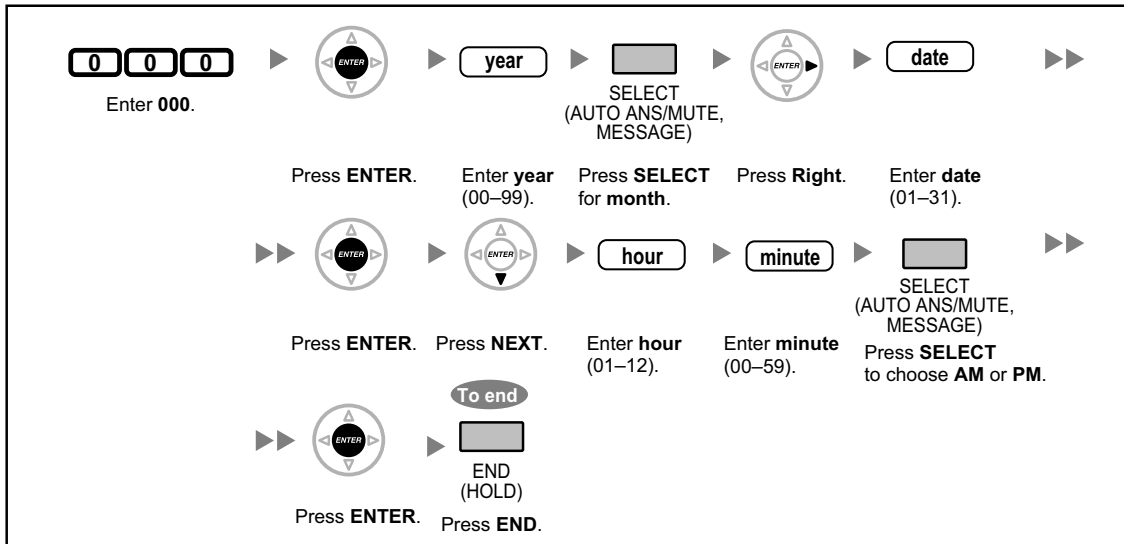 0 0 0
ENTER
year
ENTER
date
SELECT
(AUTO ANS/MUTE,
MESSAGE)
Enter 000.
Press ENTER.
Enter year
(00–99).
Press SELECT
for month.
Press Right.
Enter date
(01–31).
ENTER
ENTER
hour
minute
SELECT
(AUTO ANS/MUTE,
MESSAGE)
Press ENTER.
Press NEXT.
Enter hour
(01–12).
Enter minute
(00–59).
Press SELECT
to choose AM or PM.
To end
ENTER
END
(HOLD)
Press ENTER.
Press END.